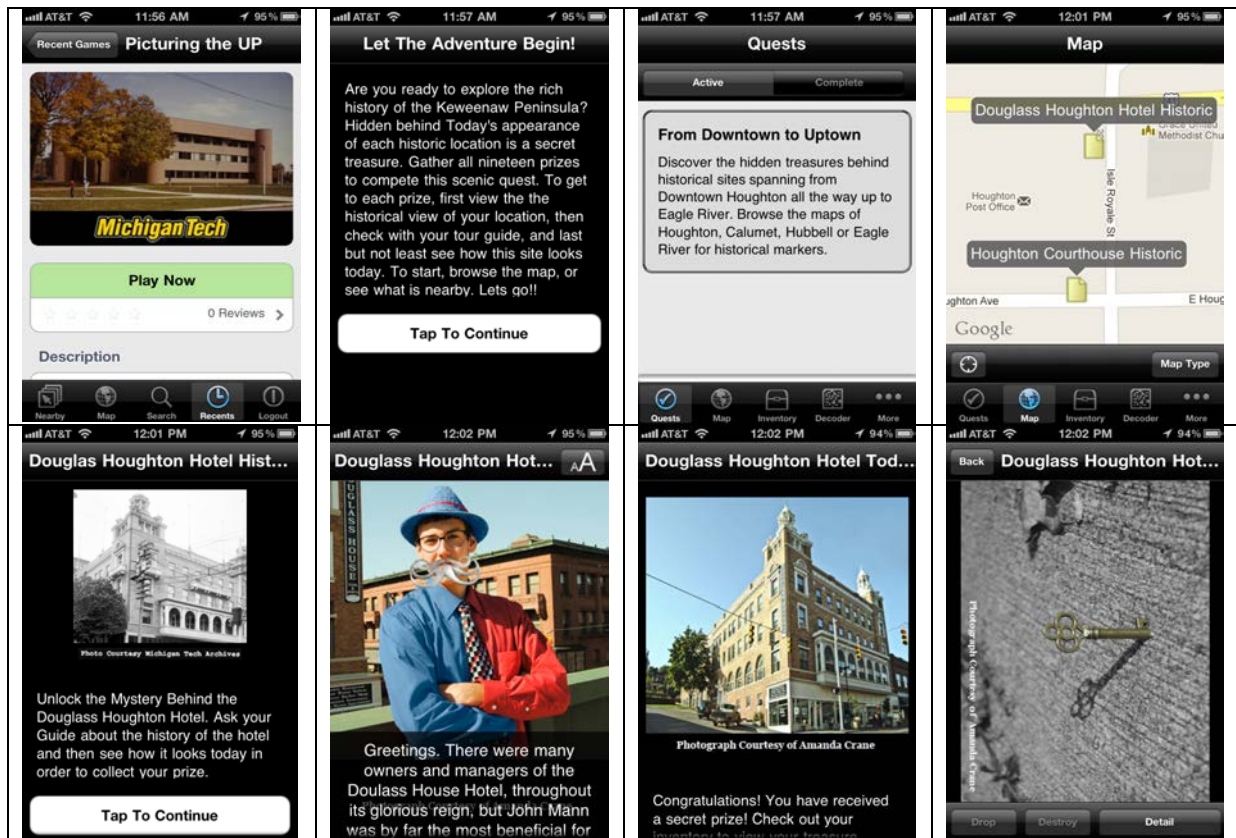 AT&T 11:56 AM 95%
Recent Games Picturing the UP
MichiganTech
Play Now
0 Reviews
Description
Nearby Map Search Recents Logout
AT&T 11:57 AM 95%
Let The Adventure Begin!
Are you ready to explore the rich
history of the Keweenaw Peninsula?
Hidden behind Today's appearance
of each historic location is a secret
treasure. Gather all nineteen prizes
to compete this scenic quest. To get
to each prize, first view the the
historical view of your location, then
check with your tour guide, and last
but not least see how this site looks
today. To start, browse the map, or
see what is nearby. Lets go!!
Tap To Continue
AT&T 11:57 AM 95%
Quests
Active Complete
From Downtown to Uptown
Discover the hidden treasures behind
historical sites spanning from
Downtown Houghton all the way up to
Eagle River. Browse the maps of
Houghton, Calumet, Hubbell or Eagle
River for historical markers.
Quests Map Inventory Decoder More
AT&T 12:01 PM 95%
Map
Douglass Houghton Hotel Historic
Grace United
Methodist Chu
Isle Royale St
Houghton
Post Office
Houghton Courthouse Historic
ughton Ave
E Houg
Google
Map Type
Quests Map Inventory Decoder More
AT&T 12:01 PM 95%
Douglas Houghton Hotel Hist...
Photo Courtesy Michigan Tech Archives
Unlock the Mystery Behind the
Douglass Houghton Hotel. Ask your
Guide about the history of the hotel
and then see how it looks today in
order to collect your prize.
Tap To Continue
AT&T 12:02 PM 95%
Douglass Houghton Hot... AA
UGLASS HOUSE
Greetings. There were many
owners and managers of the
Doulass House Hotel, throughout
its glorious reign, but John Mann
was by far the most beneficial for
AT&T 12:02 PM 94%
Douglass Houghton Hotel Tod...
Photograph Courtesy of Amanda Crane
Congratulations! You have received
a secret prize! Check out your
inventory to view your treasure
AT&T 12:02 PM 94%
Back Douglass Houghton Hot...
Photograph Courtesy of Amanda Crane
Drop Destroy Detail